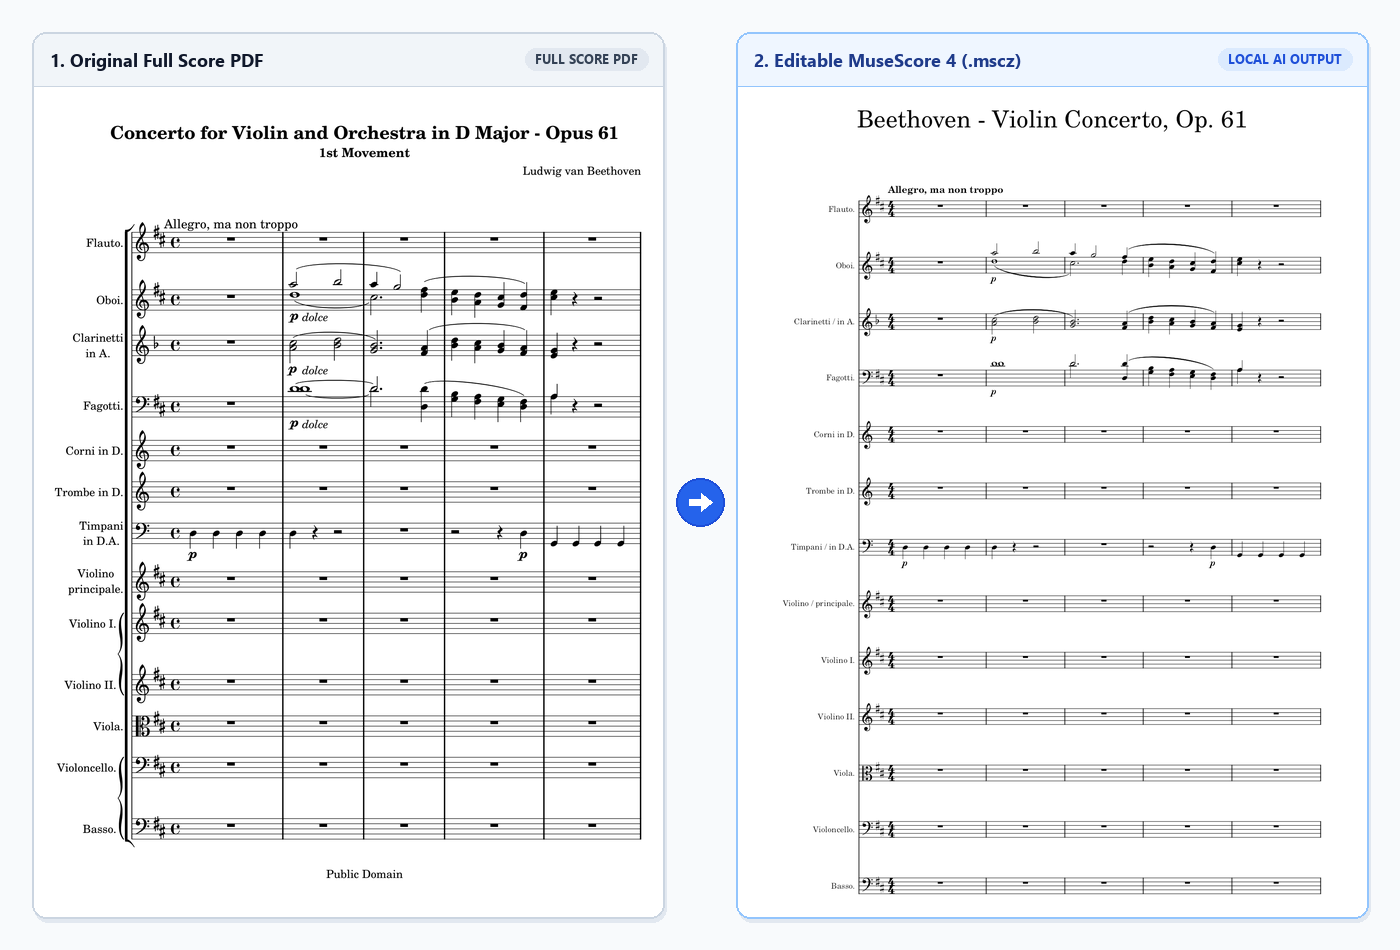 1. Original Full Score PDF
FULL SCORE PDF
Concerto for Violin and Orchestra in D Major - Opus 61
1st Movement
Ludwig van Beethoven
Allegro, ma non troppo
Flauto.
Oboi.
p dolce
Clarinetti
in A.
p dolce
Fagotti.
p dolce
Corni in D.
Trombe in D.
Timpani
in D.A.
p p
Violino
principale.
Violino I.
Violino II.
Viola.
Violoncello.
Basso.
Public Domain
2. Editable MuseScore 4 (.mscz)
LOCAL AI OUTPUT
Beethoven - Violin Concerto, Op. 61
Allegro, ma non troppo
Flauto.
Oboi.
p
Clarinetti / in A.
p
Fagotti.
p
Corni in D.
Trombe in D.
Timpani / in D.A.
p p
Violino / principale.
Violino I.
Violino II.
Viola.
Violoncello.
Basso.